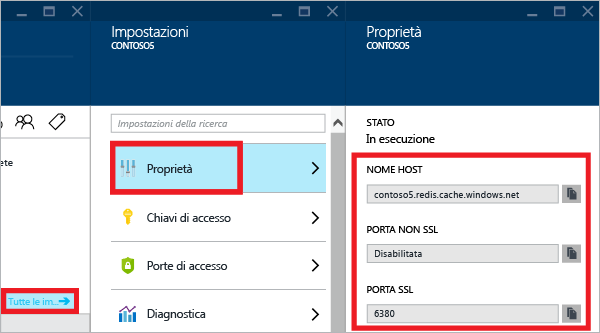 ete
Tutte le im...
Impostazioni
CONTOSO5
Impostazioni della ricerca
Proprietà
Chiavi di accesso
Porte di accesso
Diagnostica
Proprietà
CONTOSO5
STATO
In esecuzione
NOME HOST
contoso5.redis.cache.windows.net
PORTA NON SSL
Disabilitata
PORTA SSL
6380